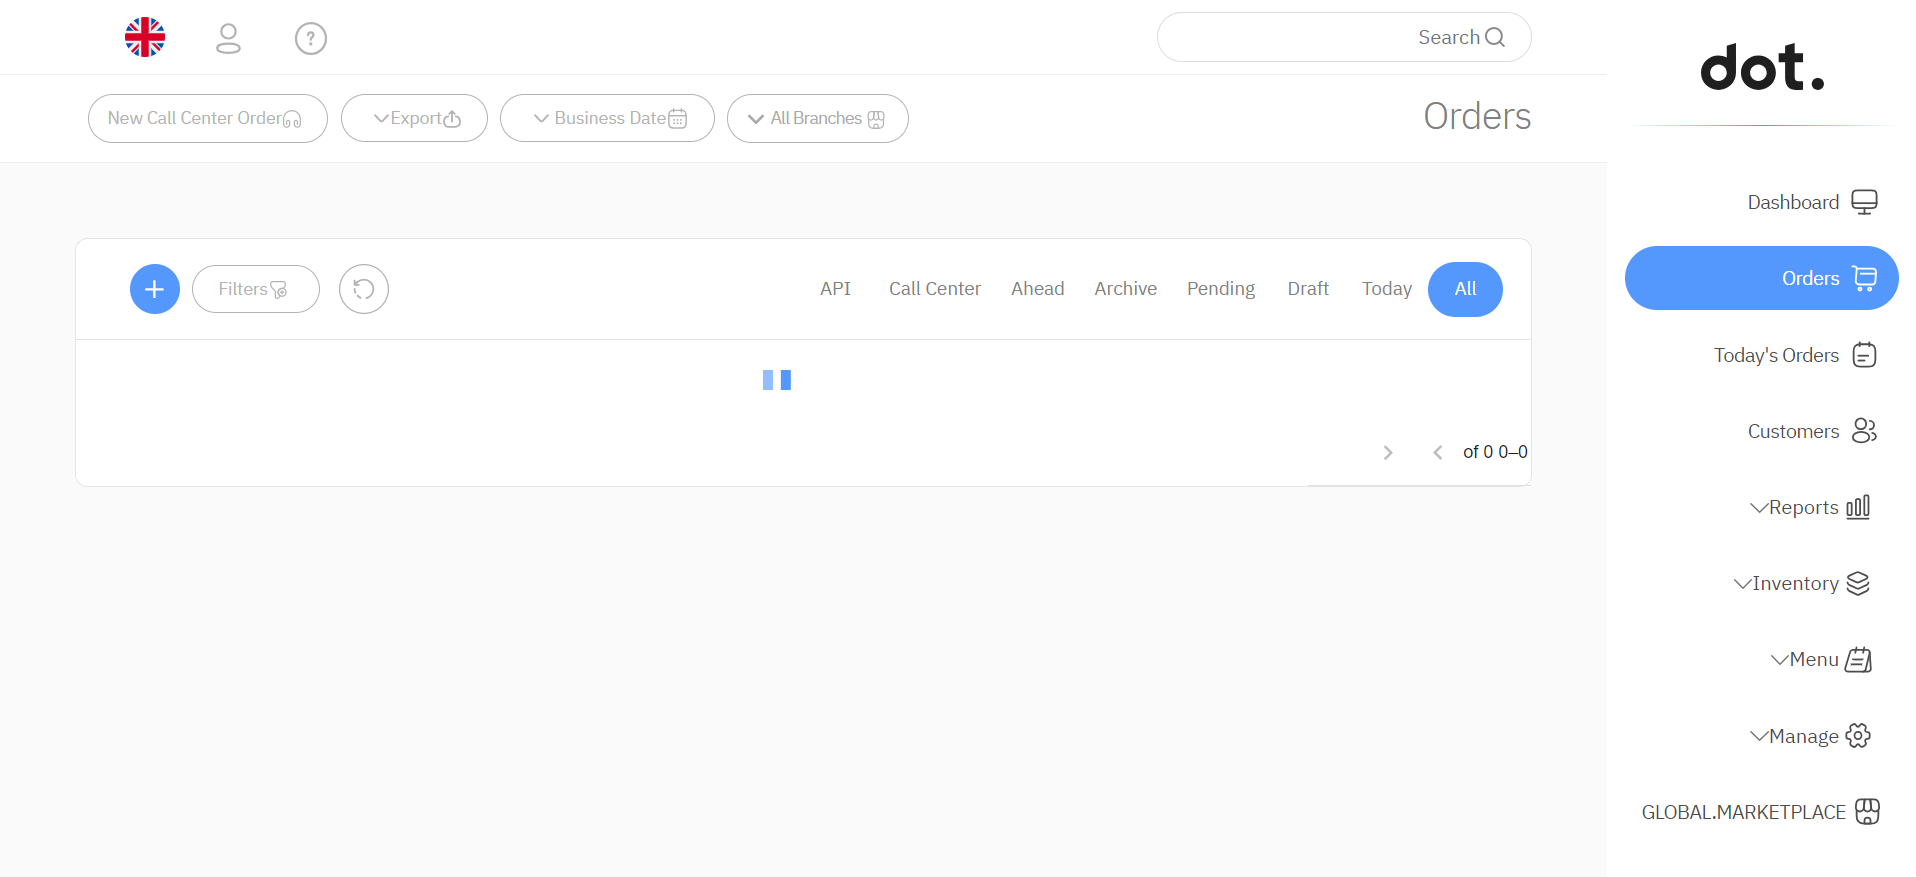 Search
dot.
New Call Center Order
Export
Business Date
All Branches
Orders
Filters
API
Call Center
Ahead
Archive
Pending
Draft
Today
All
of 0 0–0
Dashboard
Orders
Today's Orders
Customers
Reports
Inventory
Menu
Manage
GLOBAL.MARKETPLACE